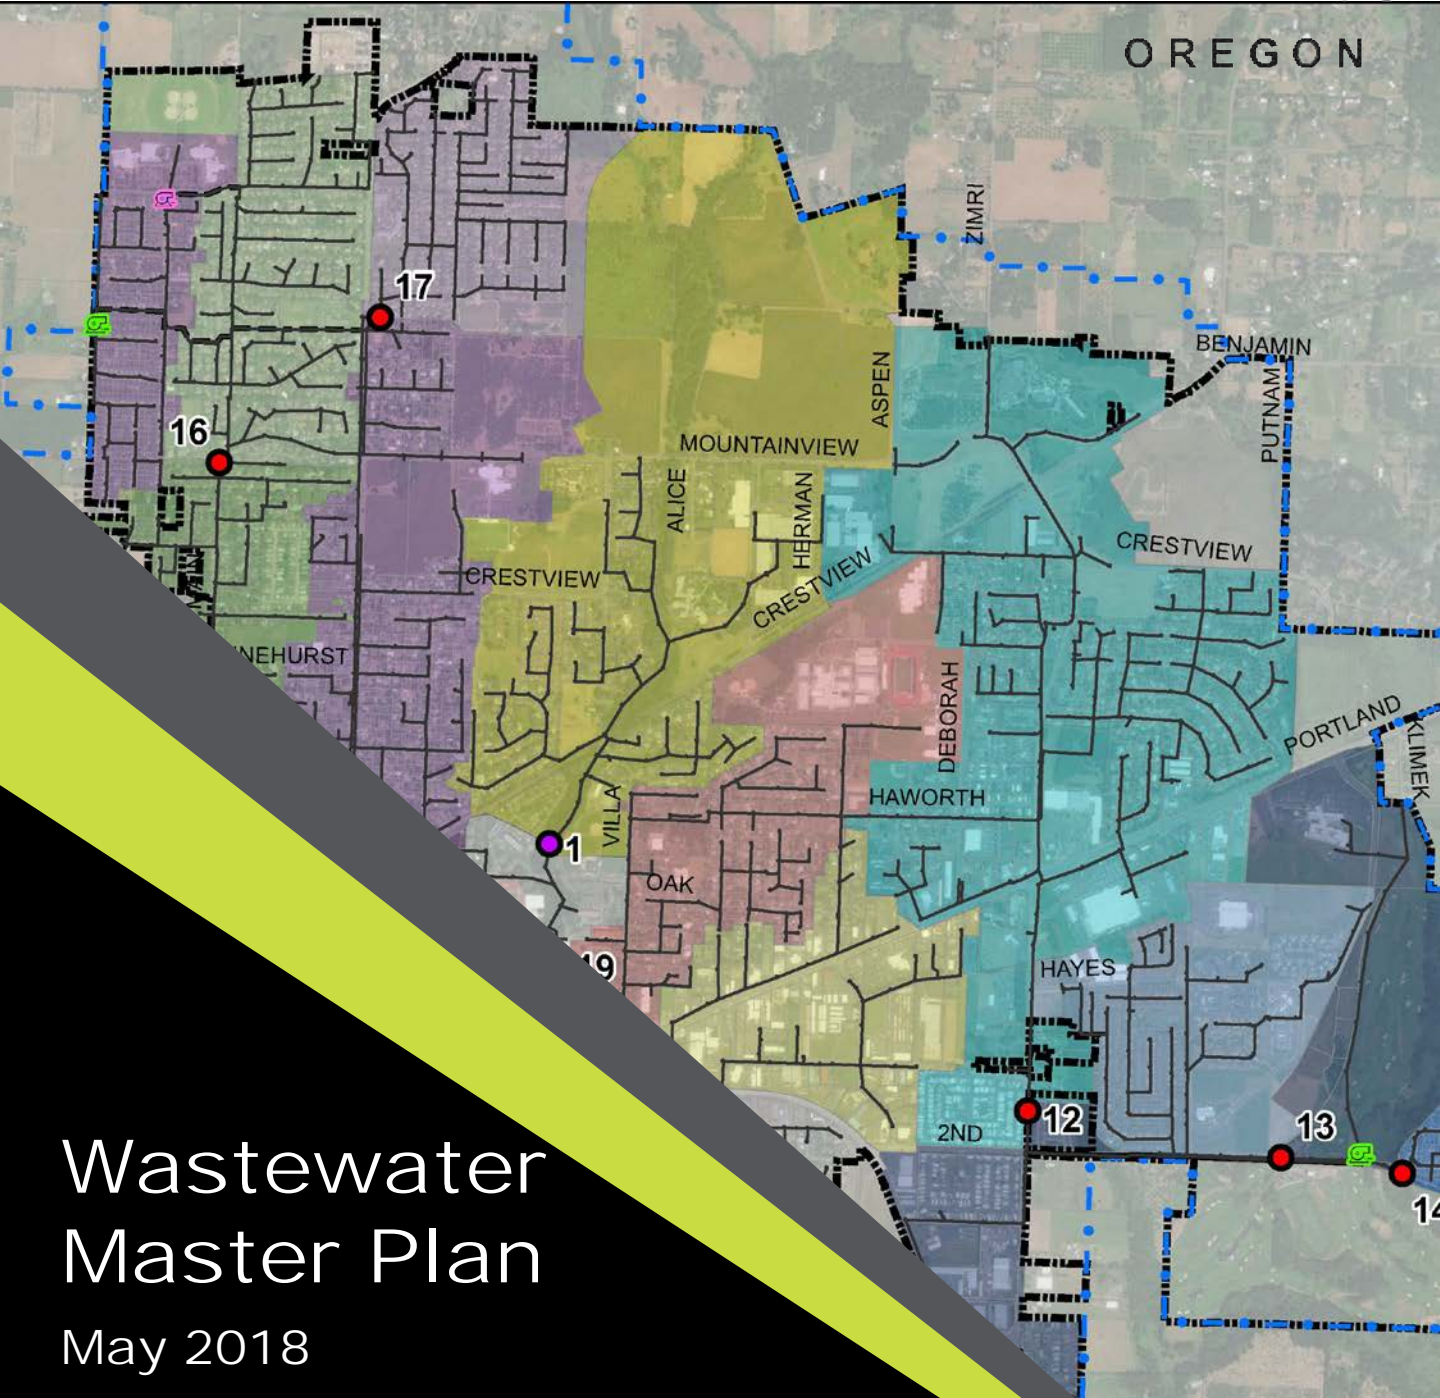 OREGON
ZIMRI
17
BENJAMIN
PUTNAM
ASPEN
16
MOUNTAINVIEW
ALICE
HERMAN
CRESTVIEW
CRESTVIEW
CRESTVIEW
NEHURST
DEBORAH
PORTLAND
KLIMEK
HAWORTH
VILLA
1
OAK
19
HAYES
12
2ND
13
14
Wastewater
Master Plan
May 2018